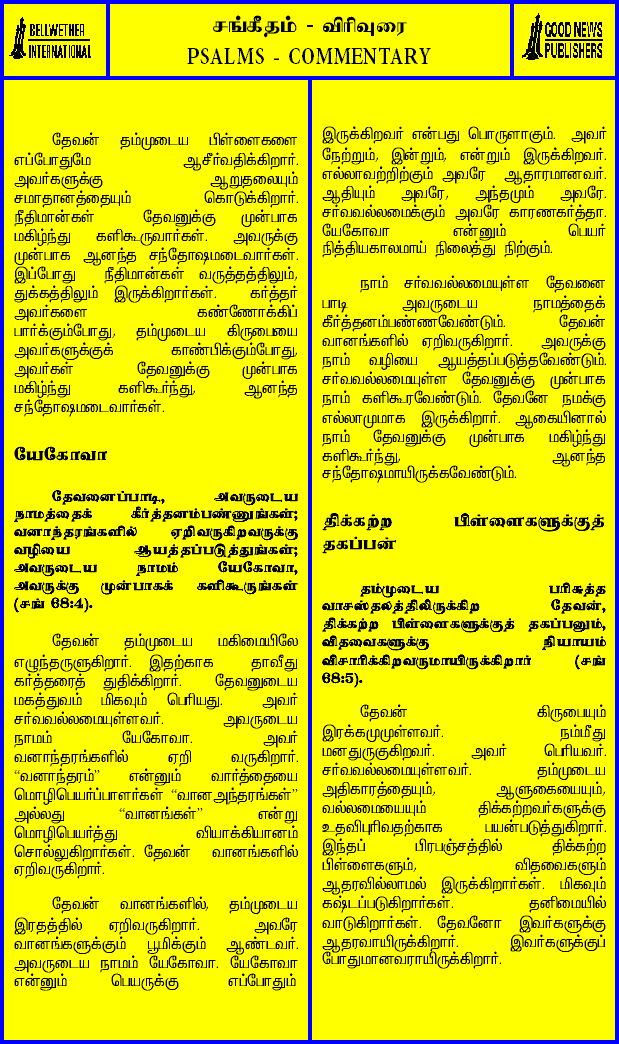 BELLWETHER
INTERNATIONAL
சங்கீதம் - விரிவுரை
PSALMS - COMMENTARY
GOOD NEWS
PUBLISHERS
தேவன் தம்முடைய பிள்ளைகளை
எப்போதுமே ஆசீர்வதிக்கிறார்.
அவர்களுக்கு ஆறுதலையும்
சமாதானத்தையும் கொடுக்கிறார்.
நீதிமான்கள் தேவனுக்கு முன்பாக
மகிழ்ந்து களிகூருவார்கள். அவருக்கு
முன்பாக ஆனந்த சந்தோஷமடைவார்கள்.
இப்போது நீதிமான்கள் வருத்தத்திலும்,
துக்கத்திலும் இருக்கிறார்கள். கர்த்தர்
அவர்களை கண்ணோக்கிப்
பார்க்கும்போது, தம்முடைய கிருபையை
அவர்களுக்குக் காண்பிக்கும்போது,
அவர்கள் தேவனுக்கு முன்பாக
மகிழ்ந்து களிகூர்ந்து, ஆனந்த
சந்தோஷமடைவார்கள்.
யேகோவா
தேவனைப்பாடி, அவருடைய
நாமத்தைக் கீர்த்தனம்பண்ணுங்கள்;
வனாந்தரங்களில் ஏறிவருகிறவருக்கு
வழியை ஆயத்தப்படுத்துங்கள்;
அவருடைய நாமம் யேகோவா,
அவருக்கு முன்பாகக் களிகூருங்கள்
(சங் 68:4).
தேவன் தம்முடைய மகிமையிலே
எழுந்தருளுகிறார். இதற்காக தாவீது
கர்த்தரைத் துதிக்கிறார். தேவனுடைய
மகத்துவம் மிகவும் பெரியது. அவர்
சர்வவல்லமையுள்ளவர். அவருடைய
நாமம் யேகோவா. அவர்
வனாந்தரங்களில் ஏறி வருகிறார்.
“வனாந்தரம்” என்னும் வார்த்தையை
மொழிபெயர்ப்பாளர்கள் “வானஅந்தரங்கள்”
அல்லது “வானங்கள்” என்று
மொழிபெயர்த்து வியாக்கியானம்
சொல்லுகிறார்கள். தேவன் வானங்களில்
ஏறிவருகிறார்.
தேவன் வானங்களில், தம்முடைய
இரதத்தில் ஏறிவருகிறார். அவரே
வானங்களுக்கும் பூமிக்கும் ஆண்டவர்.
அவருடைய நாமம் யேகோவா. யேகோவா
என்னும் பெயருக்கு எப்போதும்
இருக்கிறவர் என்பது பொருளாகும். அவர்
நேற்றும், இன்றும், என்றும் இருக்கிறவர்.
எல்லாவற்றிற்கும் அவரே ஆதாரமானவர்.
ஆதியும் அவரே, அந்தமும் அவரே.
சர்வவல்லமைக்கும் அவரே காரணகர்த்தா.
யேகோவா என்னும் பெயர்
நித்தியகாலமாய் நிலைத்து நிற்கும்.
நாம் சர்வவல்லமையுள்ள தேவனை
பாடி அவருடைய நாமத்தைக்
கீர்த்தனம்பண்ணவேண்டும். தேவன்
வானங்களில் ஏறிவருகிறார். அவருக்கு
நாம் வழியை ஆயத்தப்படுத்தவேண்டும்.
சர்வவல்லமையுள்ள தேவனுக்கு முன்பாக
நாம் களிகூரவேண்டும். தேவனே நமக்கு
எல்லாமுமாக இருக்கிறார். ஆகையினால்
நாம் தேவனுக்கு முன்பாக மகிழ்ந்து
களிகூர்ந்து, ஆனந்த
சந்தோஷமாயிருக்கவேண்டும்.
திக்கற்ற பிள்ளைகளுக்குத்
தகப்பன்
தம்முடைய பரிசுத்த
வாசஸ்தலத்திலிருக்கிற தேவன்,
திக்கற்ற பிள்ளைகளுக்குத் தகப்பனும்,
விதவைகளுக்கு நியாயம்
விசாரிக்கிறவருமாயிருக்கிறார் (சங்
68:5).
தேவன் கிருபையும்
இரக்கமுமுள்ளவர். நம்மீது
மனதுருகுகிறவர். அவர் பெரியவர்.
சர்வவல்லமையுள்ளவர். தம்முடைய
அதிகாரத்தையும், ஆளுகையையும்,
வல்லமையையும் திக்கற்றவர்களுக்கு
உதவிபுரிவதற்காக பயன்படுத்துகிறார்.
இந்தப் பிரபஞ்சத்தில் திக்கற்ற
பிள்ளைகளும், விதவைகளும்
ஆதரவில்லாமல் இருக்கிறார்கள். மிகவும்
கஷ்டப்படுகிறார்கள். தனிமையில்
வாடுகிறார்கள். தேவனோ இவர்களுக்கு
ஆதரவாயிருக்கிறார். இவர்களுக்குப்
போதுமானவராயிருக்கிறார்.